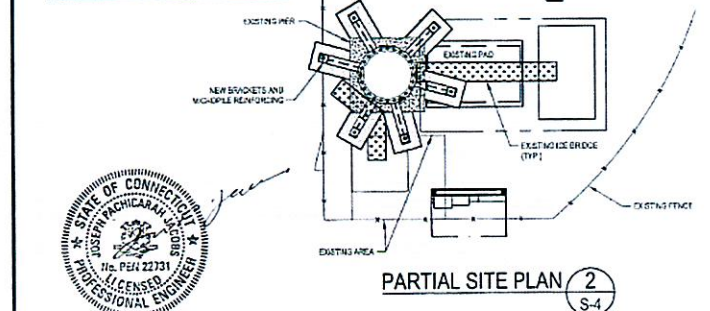 EXISTING PIER
EXISTING PAD
NEW BRACKETS AND
MICROPILE REINFORCING
EXISTING ICE BRIDGE
(TYP.)
EXISTING FENCE
EXISTING AREA
PARTIAL SITE PLAN
2
S-4
STATE OF CONNECTICUT
JOSEPH PACHICARAH JACOBS
No. PEN 22731
LICENSED
PROFESSIONAL ENGINEER